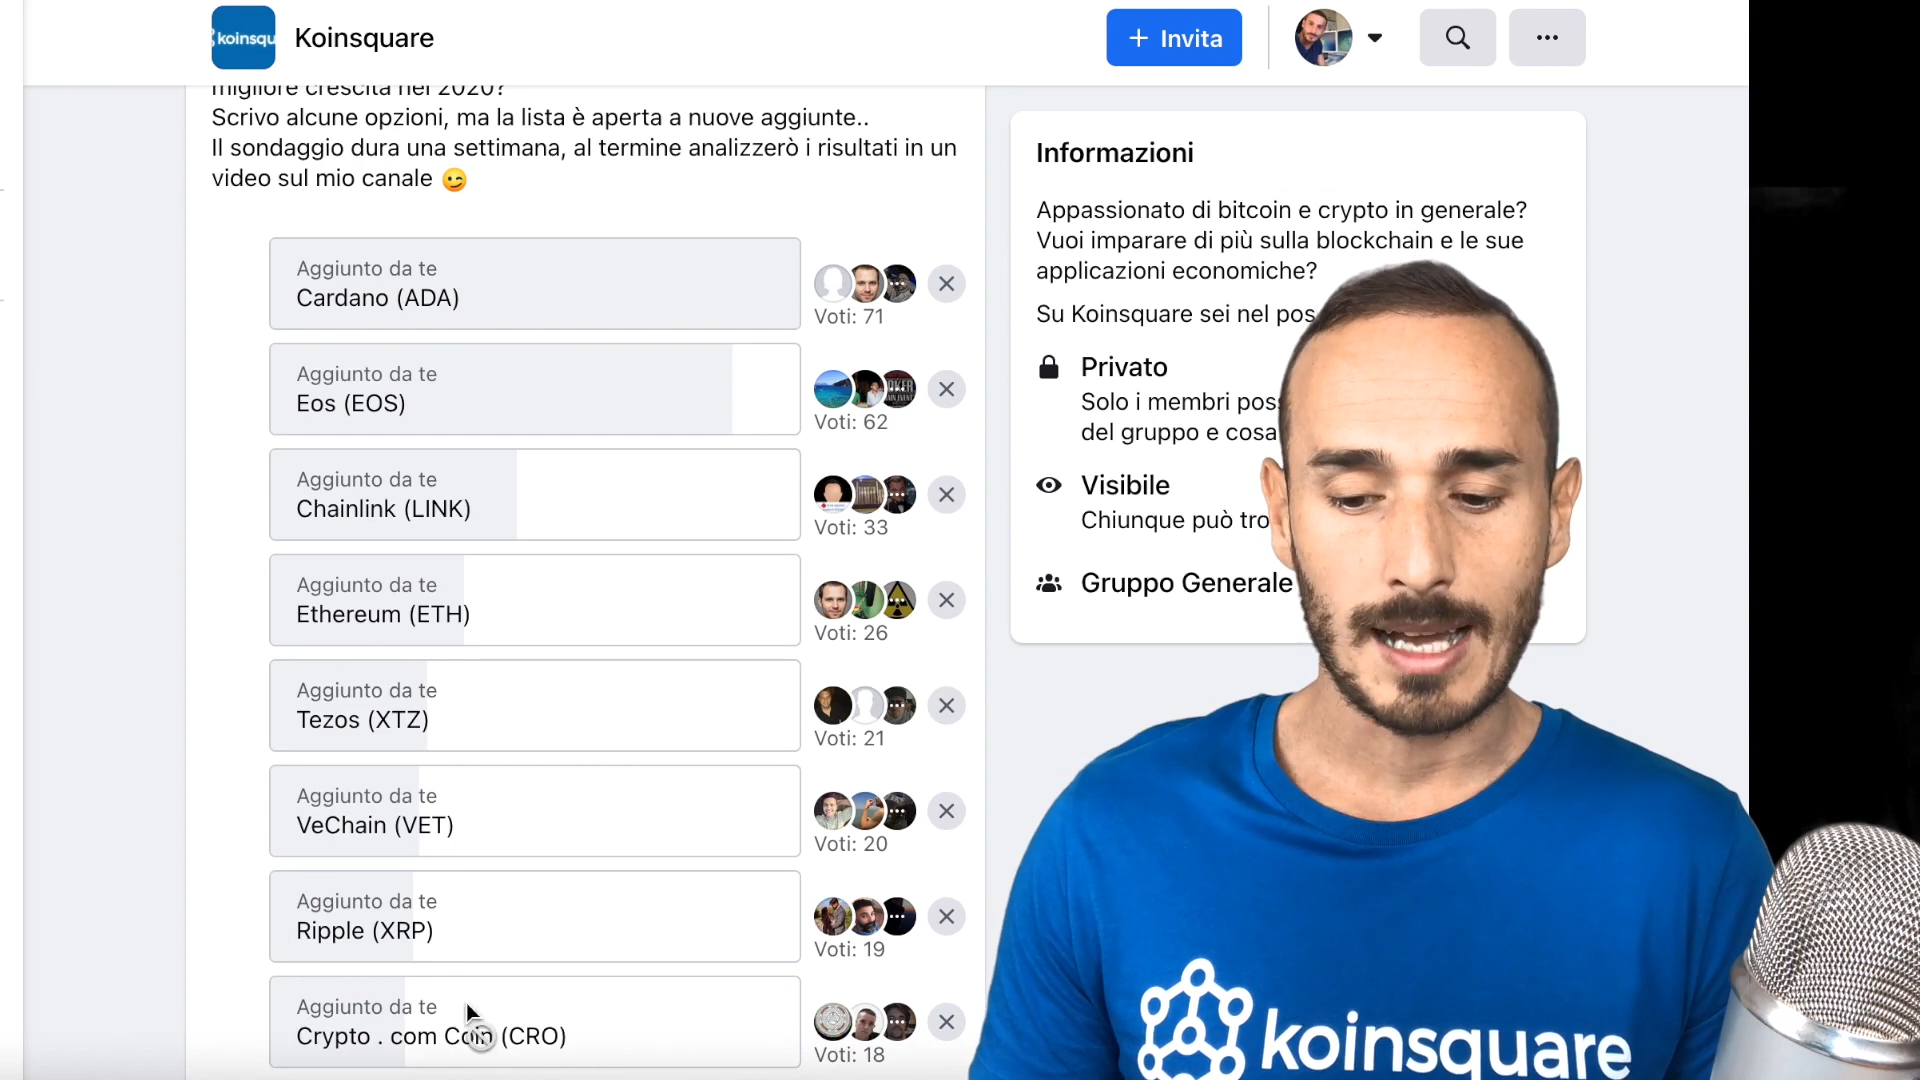 koinsqu
Koinsquare
+ Invita
migliore crescita nel 2020?
Scrivo alcune opzioni, ma la lista è aperta a nuove aggiunte..
Il sondaggio dura una settimana, al termine analizzerò i risultati in un
video sul mio canale 😉
Aggiunto da te
Cardano (ADA)
Voti: 71
Aggiunto da te
Eos (EOS)
Voti: 62
Aggiunto da te
Chainlink (LINK)
Voti: 33
Aggiunto da te
Ethereum (ETH)
Voti: 26
Aggiunto da te
Tezos (XTZ)
Voti: 21
Aggiunto da te
VeChain (VET)
Voti: 20
Aggiunto da te
Ripple (XRP)
Voti: 19
Aggiunto da te
Crypto . com Coin (CRO)
Voti: 18
Informazioni
Appassionato di bitcoin e crypto in generale?
Vuoi imparare di più sulla blockchain e le sue
applicazioni economiche?
Su Koinsquare sei nel pos
Privato
Solo i membri poss
del gruppo e cosa
Visibile
Chiunque può tro
Gruppo Generale
koinsquare